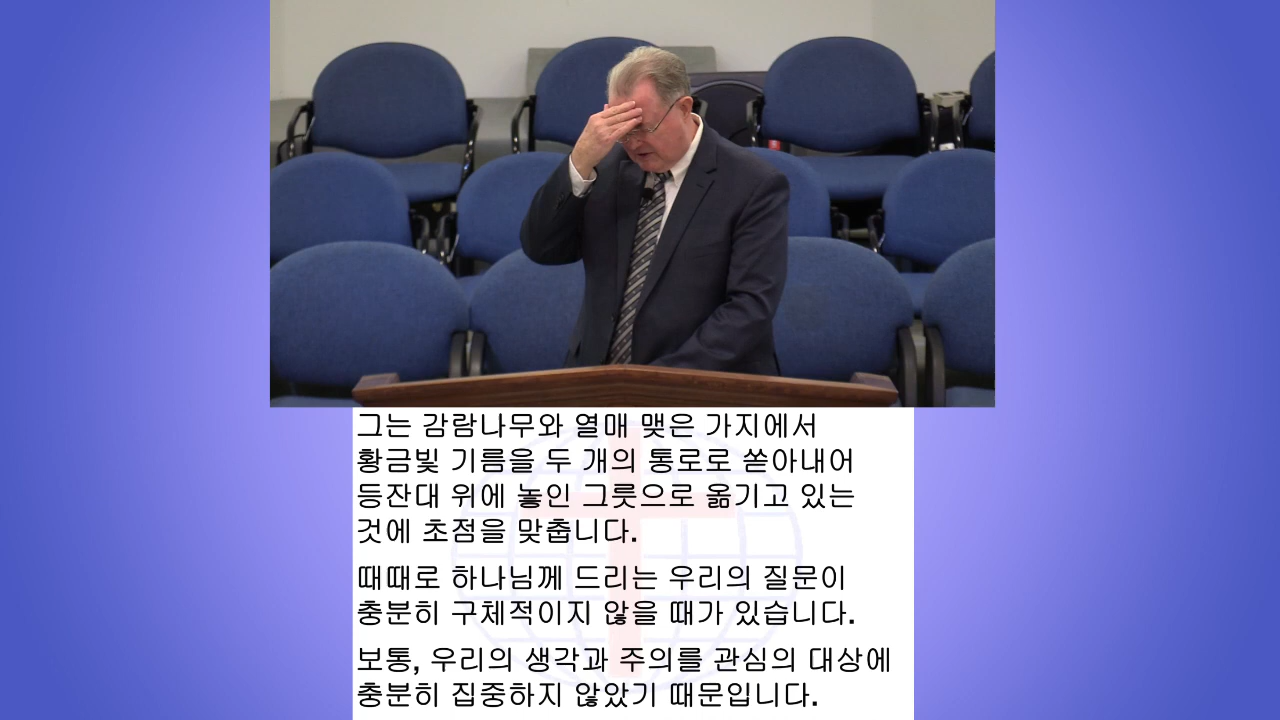 그는 감람나무와 열매 맺은 가지에서
황금빛 기름을 두 개의 통로로 쏟아내어
등잔대 위에 놓인 그릇으로 옮기고 있는
것에 초점을 맞춥니다.
때때로 하나님께 드리는 우리의 질문이
충분히 구체적이지 않을 때가 있습니다.
보통, 우리의 생각과 주의를 관심의 대상에
충분히 집중하지 않았기 때문입니다.